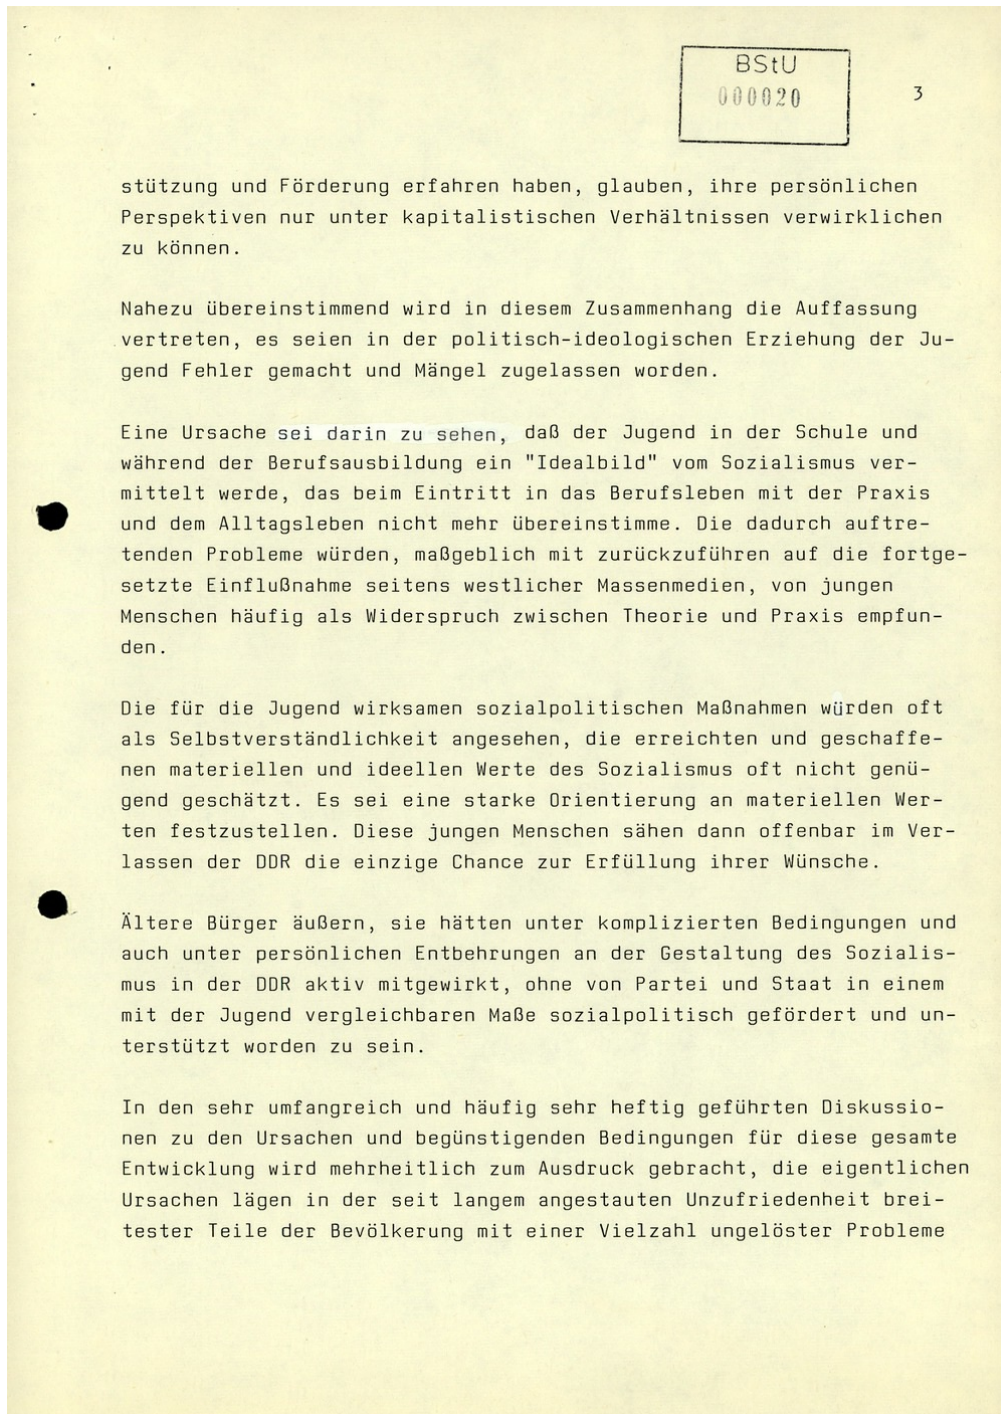 BStU
000020
3
stützung und Förderung erfahren haben, glauben, ihre persönlichen
Perspektiven nur unter kapitalistischen Verhältnissen verwirklichen
zu können.
Nahezu übereinstimmend wird in diesem Zusammenhang die Auffassung
vertreten, es seien in der politisch-ideologischen Erziehung der Ju-
gend Fehler gemacht und Mängel zugelassen worden.
Eine Ursache sei darin zu sehen, daß der Jugend in der Schule und
während der Berufsausbildung ein "Idealbild" vom Sozialismus ver-
mittelt werde, das beim Eintritt in das Berufsleben mit der Praxis
und dem Alltagsleben nicht mehr übereinstimme. Die dadurch auftre-
tenden Probleme würden, maßgeblich mit zurückzuführen auf die fortge-
setzte Einflußnahme seitens westlicher Massenmedien, von jungen
Menschen häufig als Widerspruch zwischen Theorie und Praxis empfun-
den.
Die für die Jugend wirksamen sozialpolitischen Maßnahmen würden oft
als Selbstverständlichkeit angesehen, die erreichten und geschaffe-
nen materiellen und ideellen Werte des Sozialismus oft nicht genü-
gend geschätzt. Es sei eine starke Orientierung an materiellen Wer-
ten festzustellen. Diese jungen Menschen sähen dann offenbar im Ver-
lassen der DDR die einzige Chance zur Erfüllung ihrer Wünsche.
Ältere Bürger äußern, sie hätten unter komplizierten Bedingungen und
auch unter persönlichen Entbehrungen an der Gestaltung des Sozialis-
mus in der DDR aktiv mitgewirkt, ohne von Partei und Staat in einem
mit der Jugend vergleichbaren Maße sozialpolitisch gefördert und un-
terstützt worden zu sein.
In den sehr umfangreich und häufig sehr heftig geführten Diskussio-
nen zu den Ursachen und begünstigenden Bedingungen für diese gesamte
Entwicklung wird mehrheitlich zum Ausdruck gebracht, die eigentlichen
Ursachen lägen in der seit langem angestauten Unzufriedenheit brei-
tester Teile der Bevölkerung mit einer Vielzahl ungelöster Probleme